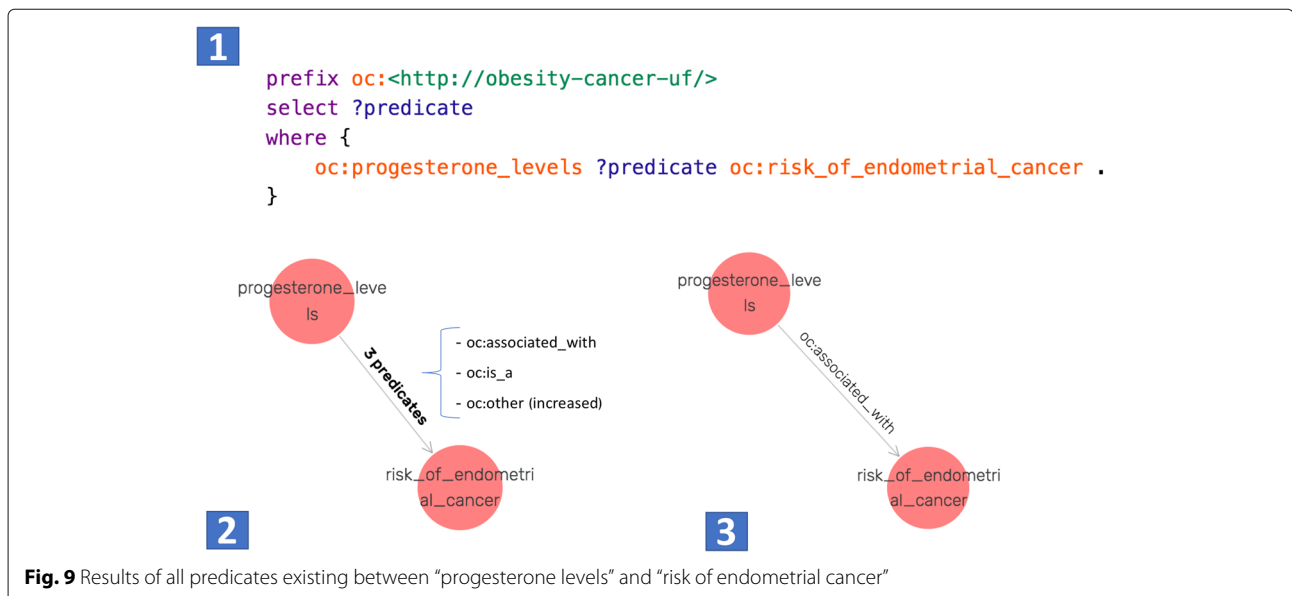 1
prefix oc:<http://obesity-cancer-uf/>
select ?predicate
where {
oc:progesterone_levels ?predicate oc:risk_of_endometrial_cancer .
}
progesterone_leve
ls
3 predicates
- oc:associated_with
- oc:is_a
- oc:other (increased)
risk_of_endometri
al_cancer
2
progesterone_leve
ls
oc:associated_with
risk_of_endometri
al_cancer
3
Fig. 9 Results of all predicates existing between “progesterone levels” and “risk of endometrial cancer”